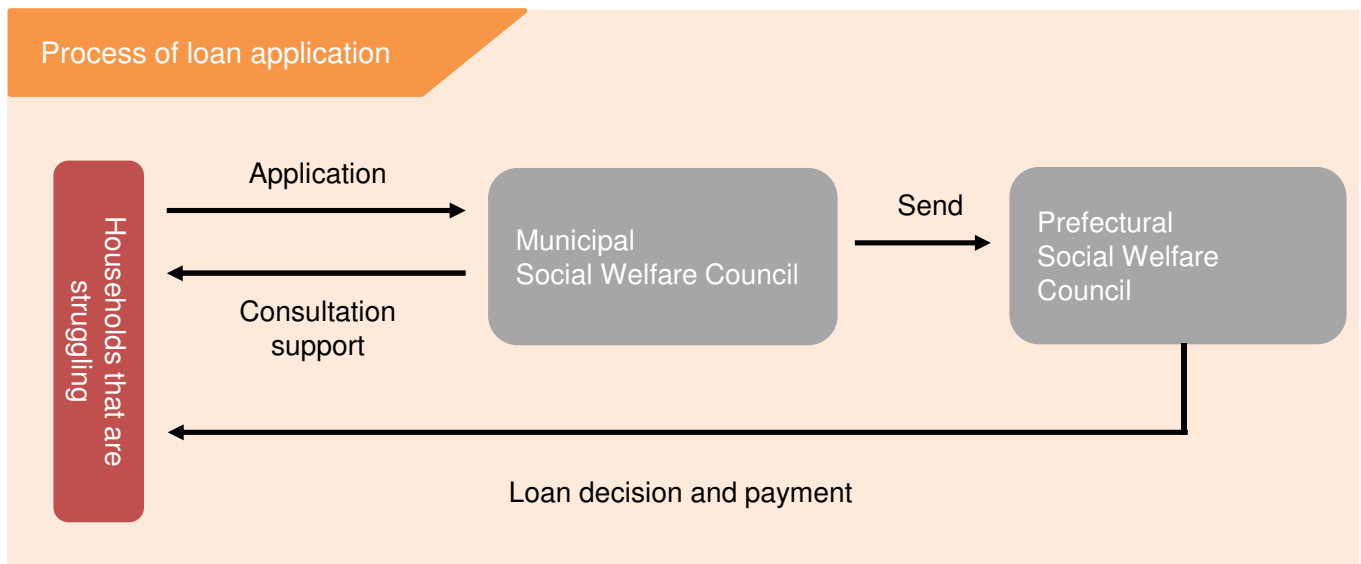 Process of loan application
Households that are
struggling
Application
Consultation
support
Municipal
Social Welfare Council
Send
Prefectural
Social Welfare
Council
Loan decision and payment